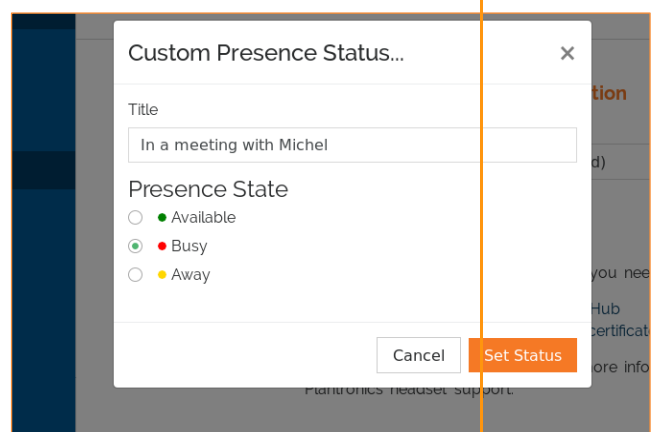 Custom Presence Status... ×
tion
Title
In a meeting with Michel
d)
Presence State
Available
Busy
you nee
Away
Hub
certificat
Cancel Set Status
ore info
Plantronics headset support.